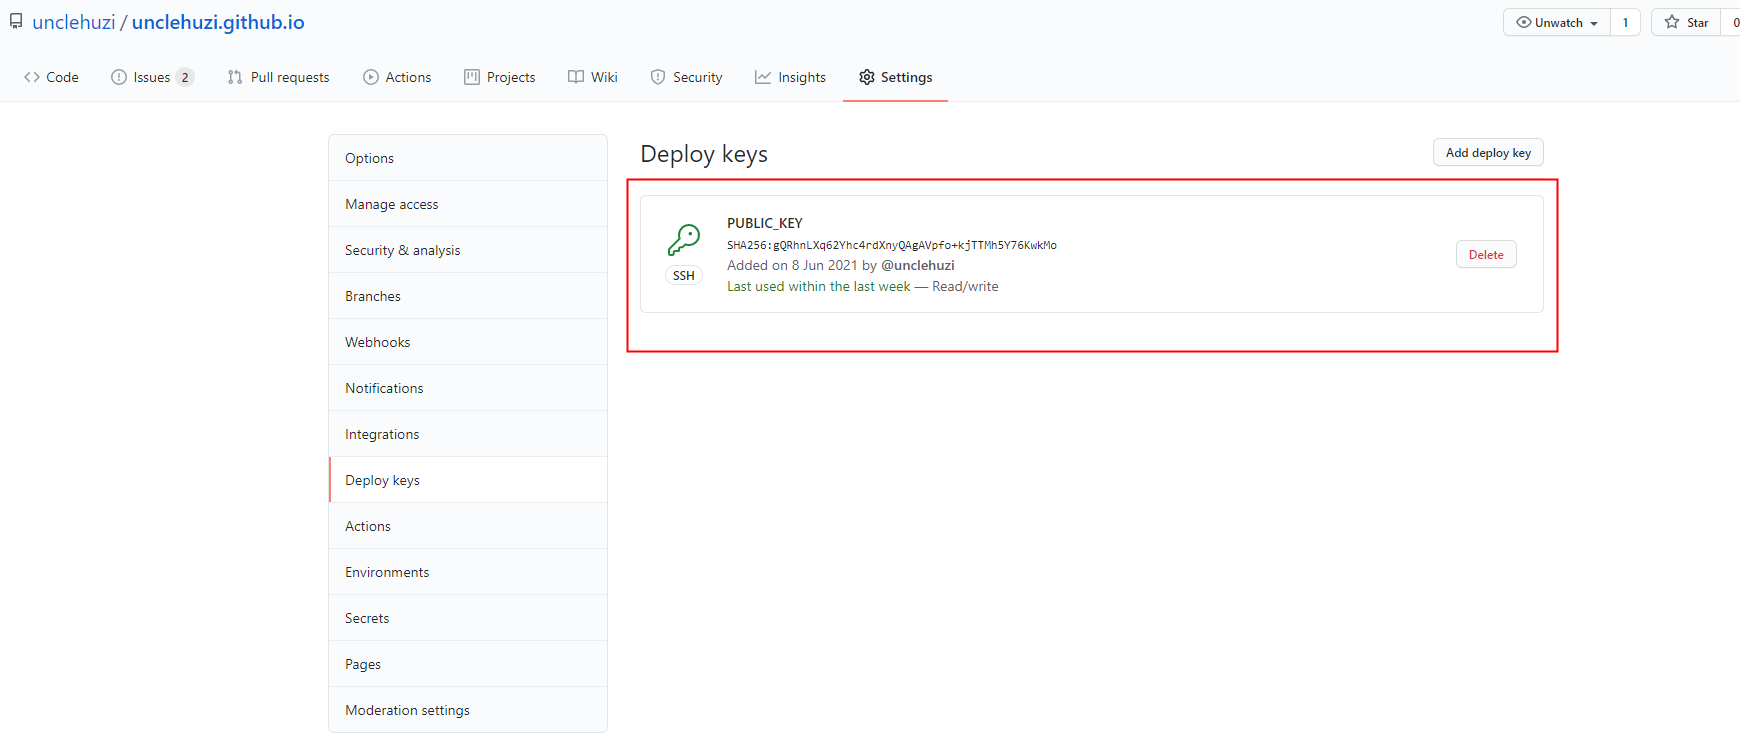 unclehuzi / unclehuzi.github.io
Unwatch 1 Star 0
Code Issues 2 Pull requests Actions Projects Wiki Security Insights Settings
Options
Manage access
Security & analysis
Branches
Webhooks
Notifications
Integrations
Deploy keys
Actions
Environments
Secrets
Pages
Moderation settings
Deploy keys
Add deploy key
PUBLIC_KEY
SHA256:gQRhnLXq62Yhc4rdXnyQAgAVpfo+kjTTMh5Y76KwkMo
Added on 8 Jun 2021 by @unclehuzi
Last used within the last week — Read/write
SSH
Delete